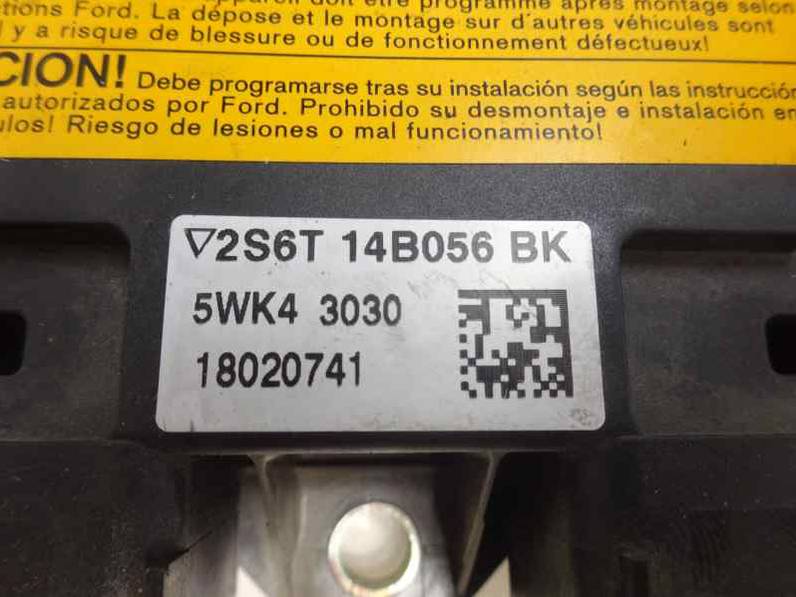 ctions Ford. La dépose et le montage sur d'autres véhicules sont
l y a risque de blessure ou de fonctionnement défectueux!
CION! Debe programarse tras su instalación según las instruccion
autorizados por Ford. Prohibido su desmontaje e instalación en
ulos! Riesgo de lesiones o mal funcionamiento!
▽2S6T 14B056 BK
5WK4 3030
18020741